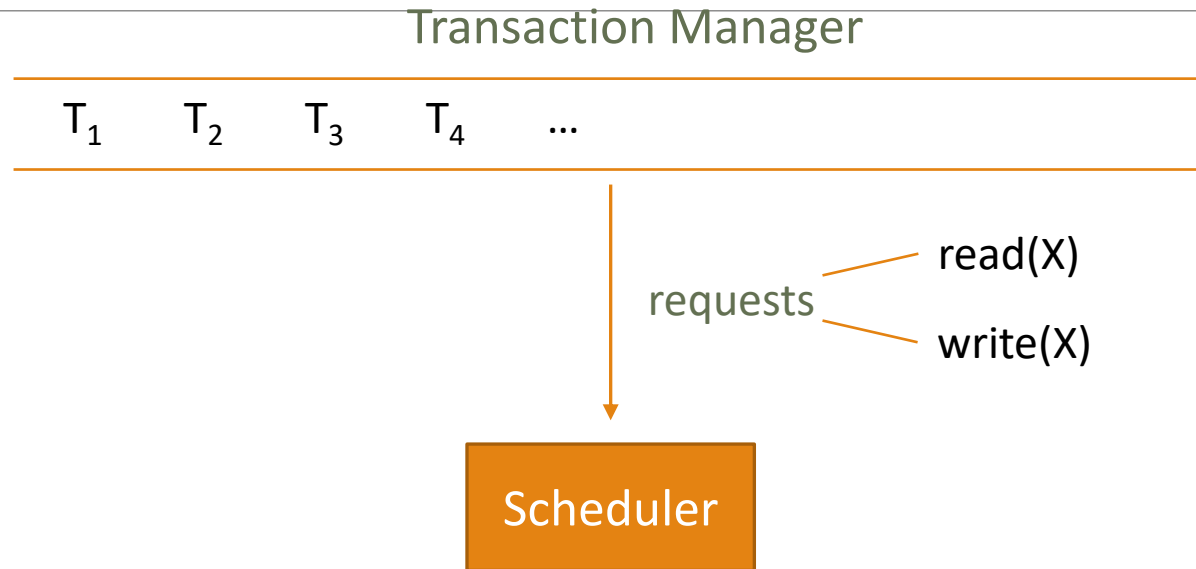 Transaction Manager
T₁ T₂ T₃ T₄ ...
read(X)
requests
write(X)
Scheduler